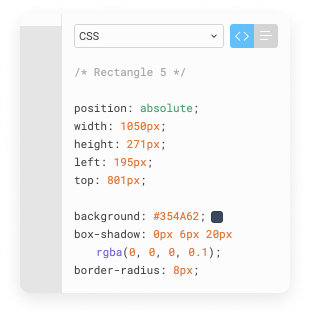 CSS
/* Rectangle 5 */
position: absolute;
width: 1050px;
height: 271px;
left: 195px;
top: 801px;
background: #354A62;
box-shadow: 0px 6px 20px
rgba(0, 0, 0, 0.1);
border-radius: 8px;